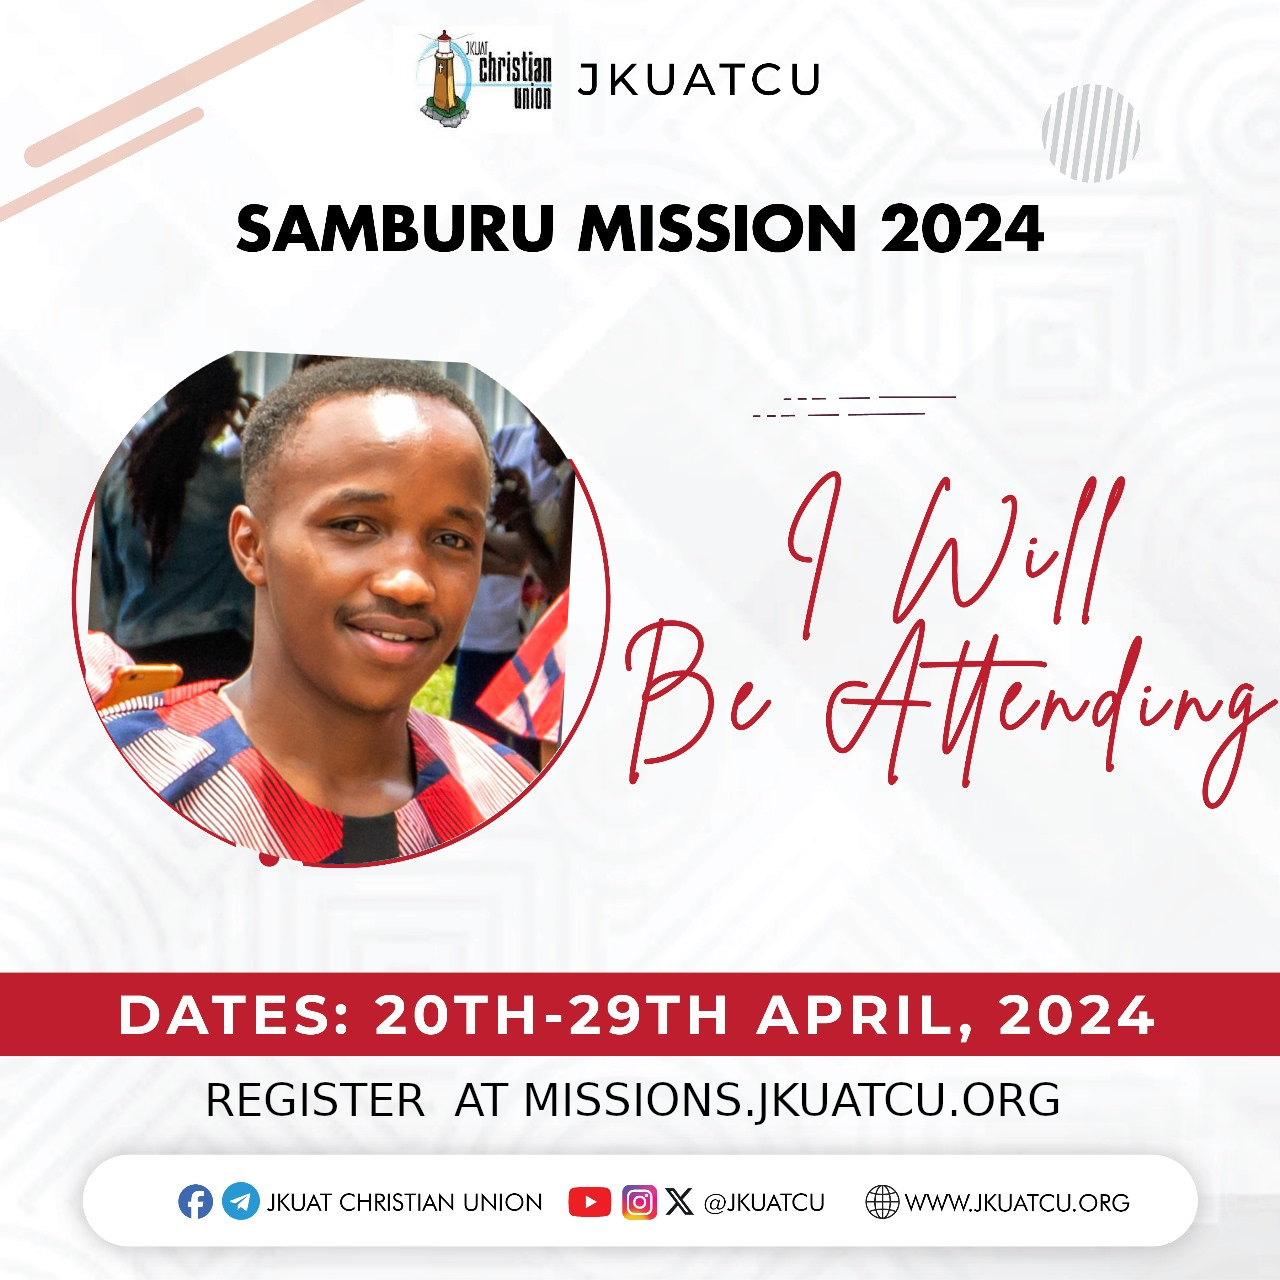 JKUAT
christian
union
JKUATCU
SAMBURU MISSION 2024
I Will
Be Attending
DATES: 20TH-29TH APRIL, 2024
REGISTER  AT MISSIONS.JKUATCU.ORG
JKUAT CHRISTIAN UNION @JKUATCU WWW.JKUATCU.ORG